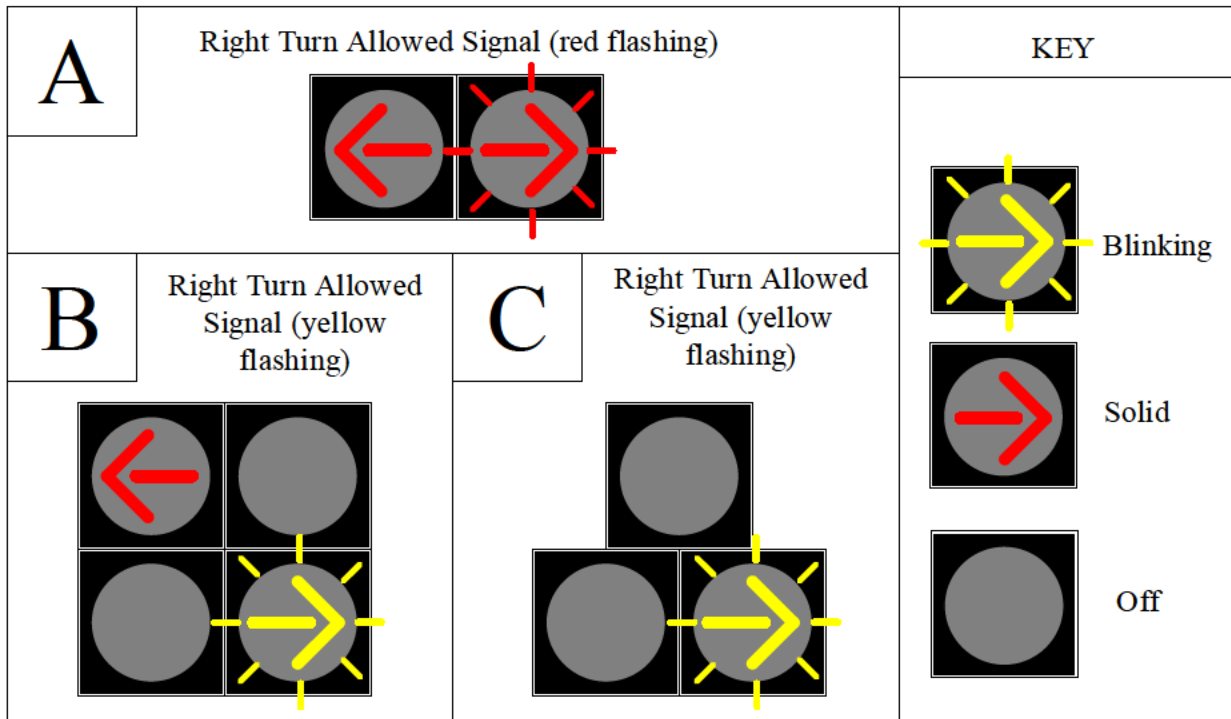 A
Right Turn Allowed Signal (red flashing)
KEY
Blinking
Solid
Off
B
Right Turn Allowed
Signal (yellow
flashing)
C
Right Turn Allowed
Signal (yellow
flashing)